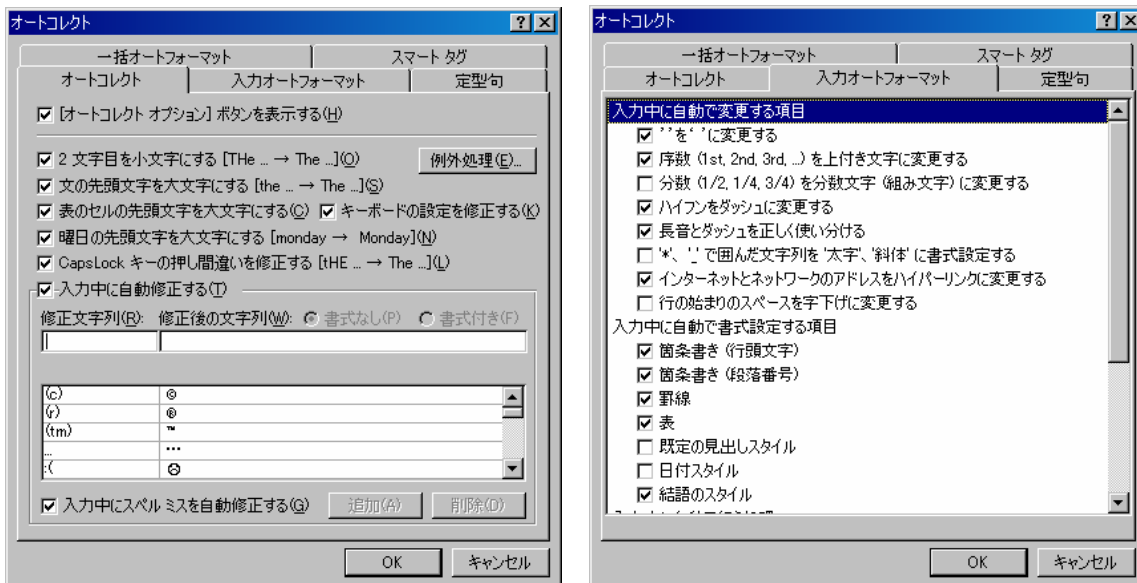 オートコレクト
一括オートフォーマット スマート タグ
オートコレクト 入力オートフォーマット 定型句
[オートコレクト オプション] ボタンを表示する(H)
2 文字目を小文字にする [THe ... → The ...](O) 例外処理(E)...
文の先頭文字を大文字にする [the ... → The ...](S)
表のセルの先頭文字を大文字にする(C) キーボードの設定を修正する(K)
曜日の先頭文字を大文字にする [monday → Monday](N)
CapsLock キーの押し間違いを修正する [tHE ... → The ...](L)
入力中に自動修正する(T)
修正文字列(R): 修正後の文字列(W): 書式なし(P) 書式付き(F)
(c) ©
(r) ®
(tm) ™
... …
:( ☹
入力中にスペル ミスを自動修正する(G) 追加(A) 削除(D)
OK キャンセル
オートコレクト
一括オートフォーマット スマート タグ
オートコレクト 入力オートフォーマット 定型句
入力中に自動で変更する項目
' ' を ‘ ’ に変更する
序数 (1st, 2nd, 3rd, ...) を上付き文字に変更する
分数 (1/2, 1/4, 3/4) を分数文字 (組み文字) に変更する
ハイフンをダッシュに変更する
長音とダッシュを正しく使い分ける
'*'、'_' で囲んだ文字列を '太字'、'斜体' に書式設定する
インターネットとネットワークのアドレスをハイパーリンクに変更する
行の始まりのスペースを字下げに変更する
入力中に自動で書式設定する項目
箇条書き (行頭文字)
箇条書き (段落番号)
罫線
表
既定の見出しスタイル
日付スタイル
結語のスタイル
OK キャンセル